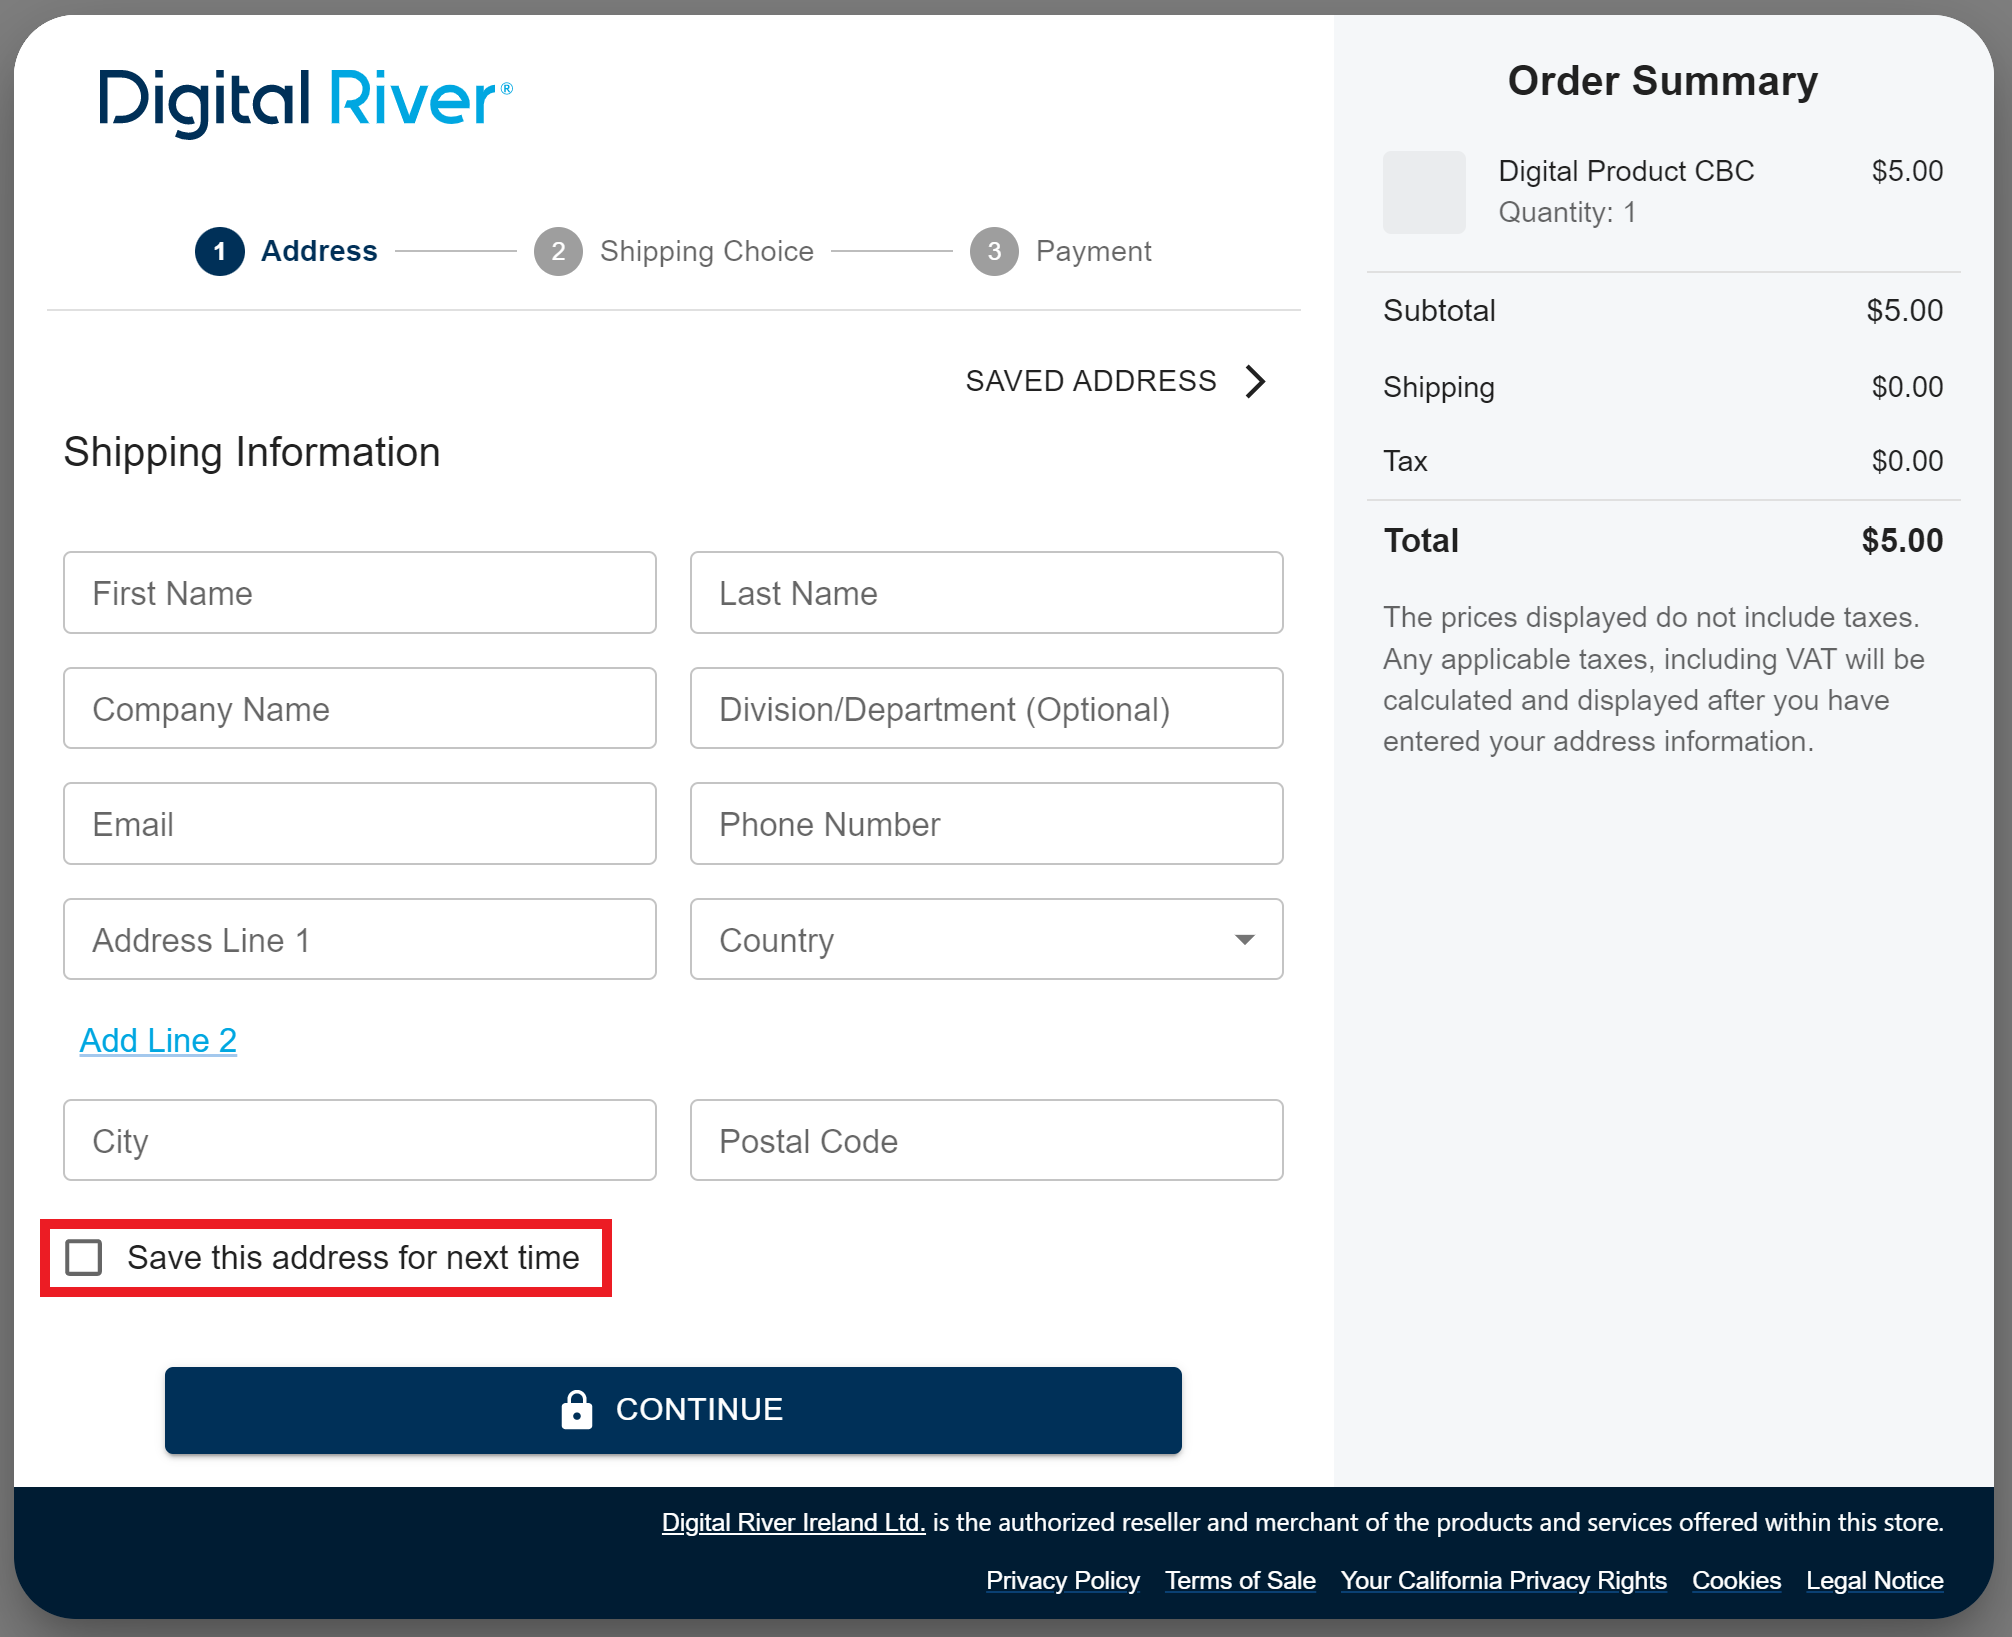 Digital River®
1 Address 2 Shipping Choice 3 Payment
SAVED ADDRESS
Shipping Information
First Name
Last Name
Company Name
Division/Department (Optional)
Email
Phone Number
Address Line 1
Country
Add Line 2
City
Postal Code
Save this address for next time
CONTINUE
Order Summary
Digital Product CBC $5.00
Quantity: 1
Subtotal $5.00
Shipping $0.00
Tax $0.00
Total $5.00
The prices displayed do not include taxes.
Any applicable taxes, including VAT will be
calculated and displayed after you have
entered your address information.
Digital River Ireland Ltd. is the authorized reseller and merchant of the products and services offered within this store.
Privacy Policy Terms of Sale Your California Privacy Rights Cookies Legal Notice